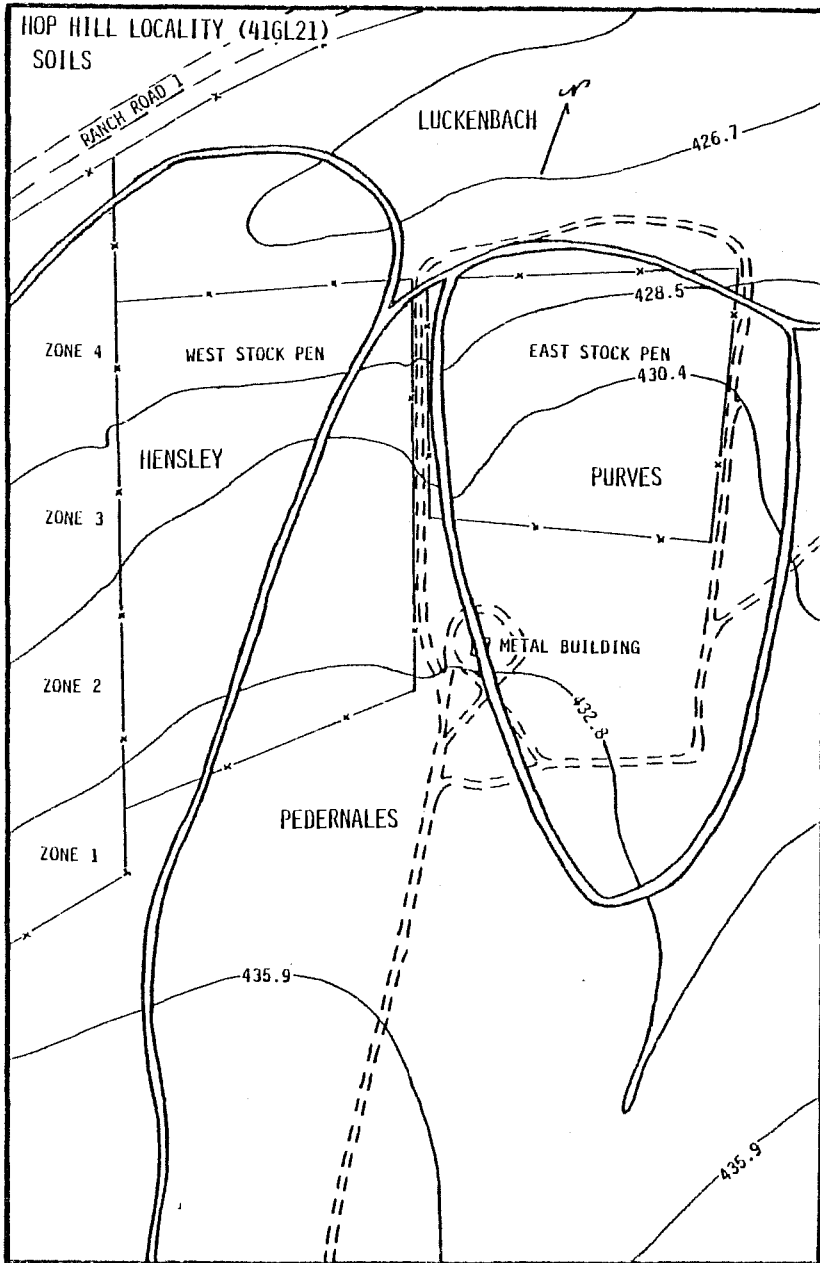 HOP HILL LOCALITY (41GL21)
SOILS
RANCH ROAD 1
LUCKENBACH
N
426.7
428.5
ZONE 4
WEST STOCK PEN
EAST STOCK PEN
430.4
HENSLEY
PURVES
ZONE 3
METAL BUILDING
ZONE 2
432.8
PEDERNALES
ZONE 1
435.9
435.9